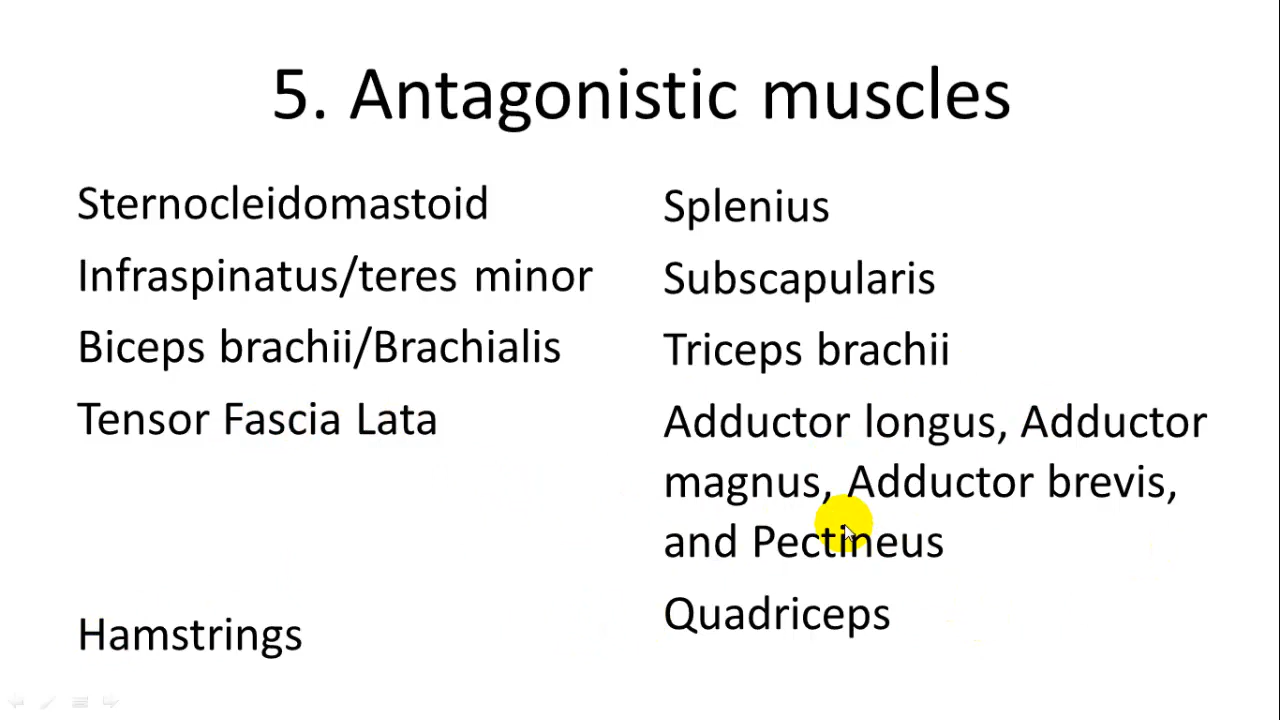 5. Antagonistic muscles
Sternocleidomastoid
Infraspinatus/teres minor
Biceps brachii/Brachialis
Tensor Fascia Lata
Hamstrings
Splenius
Subscapularis
Triceps brachii
Adductor longus, Adductor
magnus, Adductor brevis,
and Pectineus
Quadriceps